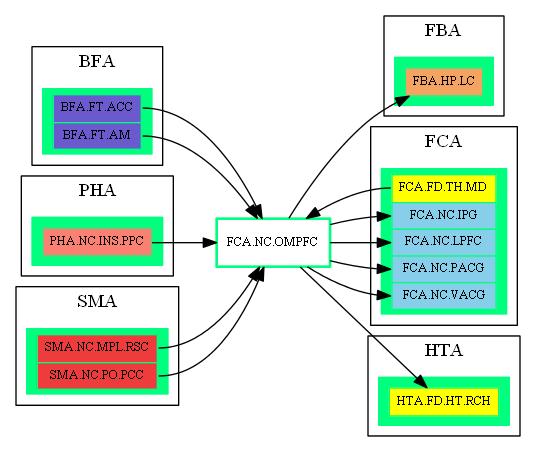 BFA
BFA.FT.ACC
BFA.FT.AM
PHA
PHA.NC.INS.PPC
SMA
SMA.NC.MPL.RSC
SMA.NC.PO.PCC
FCA.NC.OMPFC
FBA
FBA.HP.LC
FCA
FCA.FD.TH.MD
FCA.NC.IPG
FCA.NC.LPFC
FCA.NC.PACG
FCA.NC.VACG
HTA
HTA.FD.HT.RCH